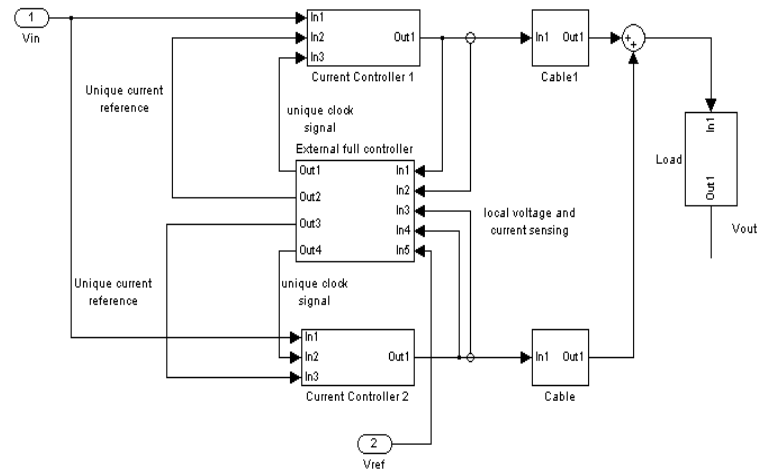 1
Vin
In1
In2
In3
Out1
Current Controller 1
In1
Out1
Cable1
+
+
Unique current
reference
unique clock
signal
External full controller
Out1
Out2
Out3
Out4
In1
In2
In3
In4
In5
local voltage and
current sensing
Load
In1
Out1
Vout
Unique current
reference
unique clock
signal
In1
In2
In3
Out1
Current Controller 2
In1
Out1
Cable
2
Vref